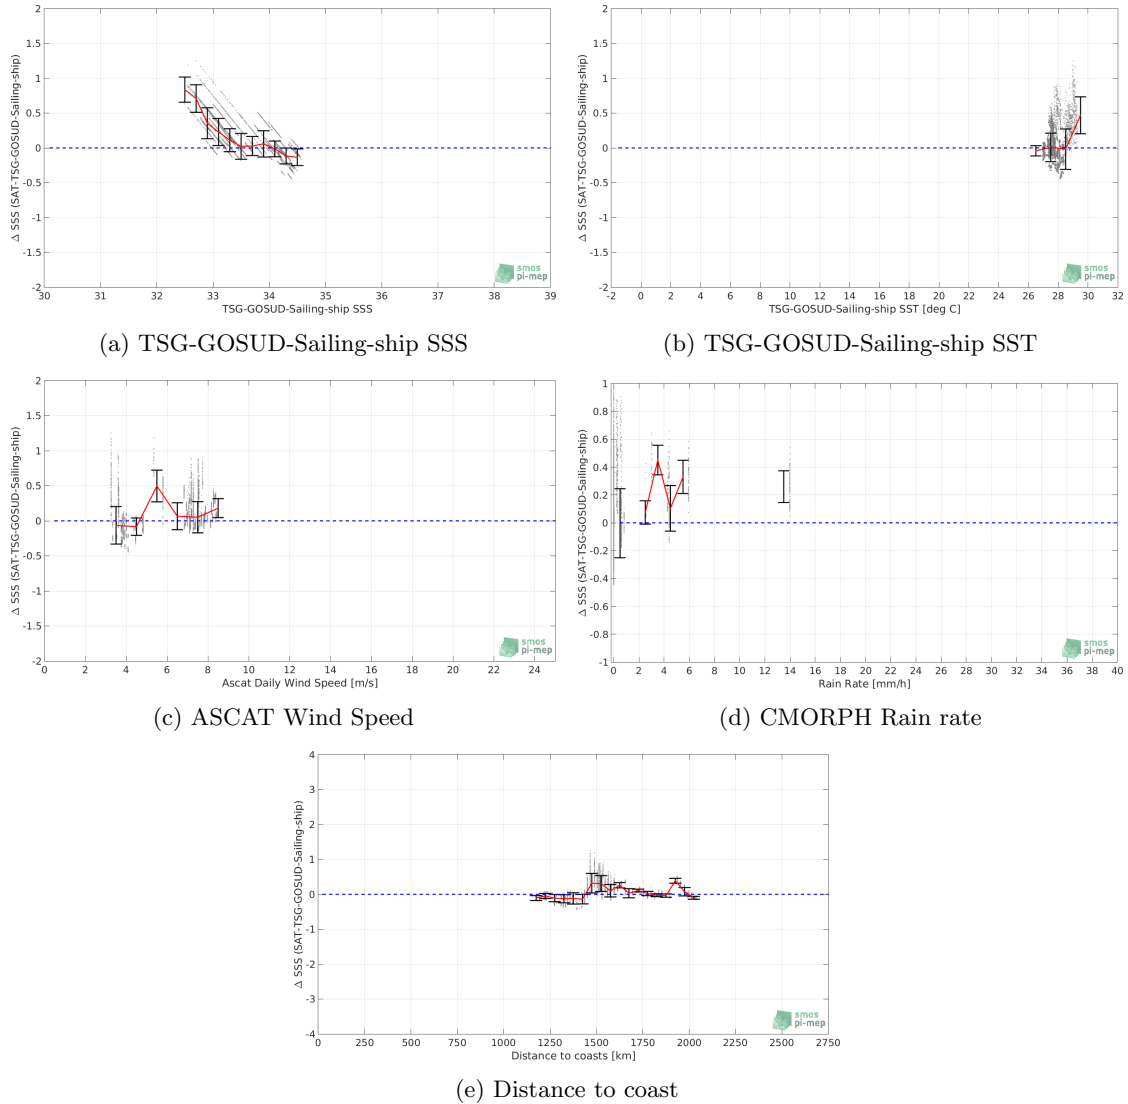 2
1.5
1
0.5
0
-0.5
-1
-1.5
-2
Δ SSS (SAT-TSG-GOSUD-Sailing-ship)
30 31 32 33 34 35 36 37 38 39
TSG-GOSUD-Sailing-ship SSS
smos
pi-mep
(a) TSG-GOSUD-Sailing-ship SSS
2
1.5
1
0.5
0
-0.5
-1
-1.5
-2
Δ SSS (SAT-TSG-GOSUD-Sailing-ship)
-2 0 2 4 6 8 10 12 14 16 18 20 22 24 26 28 30 32
TSG-GOSUD-Sailing-ship SST [deg C]
smos
pi-mep
(b) TSG-GOSUD-Sailing-ship SST
2
1.5
1
0.5
0
-0.5
-1
-1.5
-2
Δ SSS (SAT-TSG-GOSUD-Sailing-ship)
0 2 4 6 8 10 12 14 16 18 20 22 24
Ascat Daily Wind Speed [m/s]
smos
pi-mep
(c) ASCAT Wind Speed
1
0.8
0.6
0.4
0.2
0
-0.2
-0.4
-0.6
-0.8
-1
Δ SSS (SAT-TSG-GOSUD-Sailing-ship)
0 2 4 6 8 10 12 14 16 18 20 22 24 26 28 30 32 34 36 38 40
Rain Rate [mm/h]
smos
pi-mep
(d) CMORPH Rain rate
4
3
2
1
0
-1
-2
-3
-4
Δ SSS (SAT-TSG-GOSUD-Sailing-ship)
0 250 500 750 1000 1250 1500 1750 2000 2250 2500 2750
Distance to coasts [km]
smos
pi-mep
(e) Distance to coast